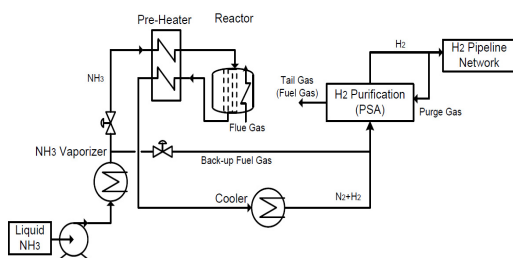 Pre-Heater
Reactor
H2
H2 Pipeline
Network
NH3
Tail Gas
(Fuel Gas)
H2 Purification
(PSA)
Purge Gas
Flue Gas
NH3 Vaporizer
Back-up Fuel Gas
Cooler
N2+H2
Liquid
NH3